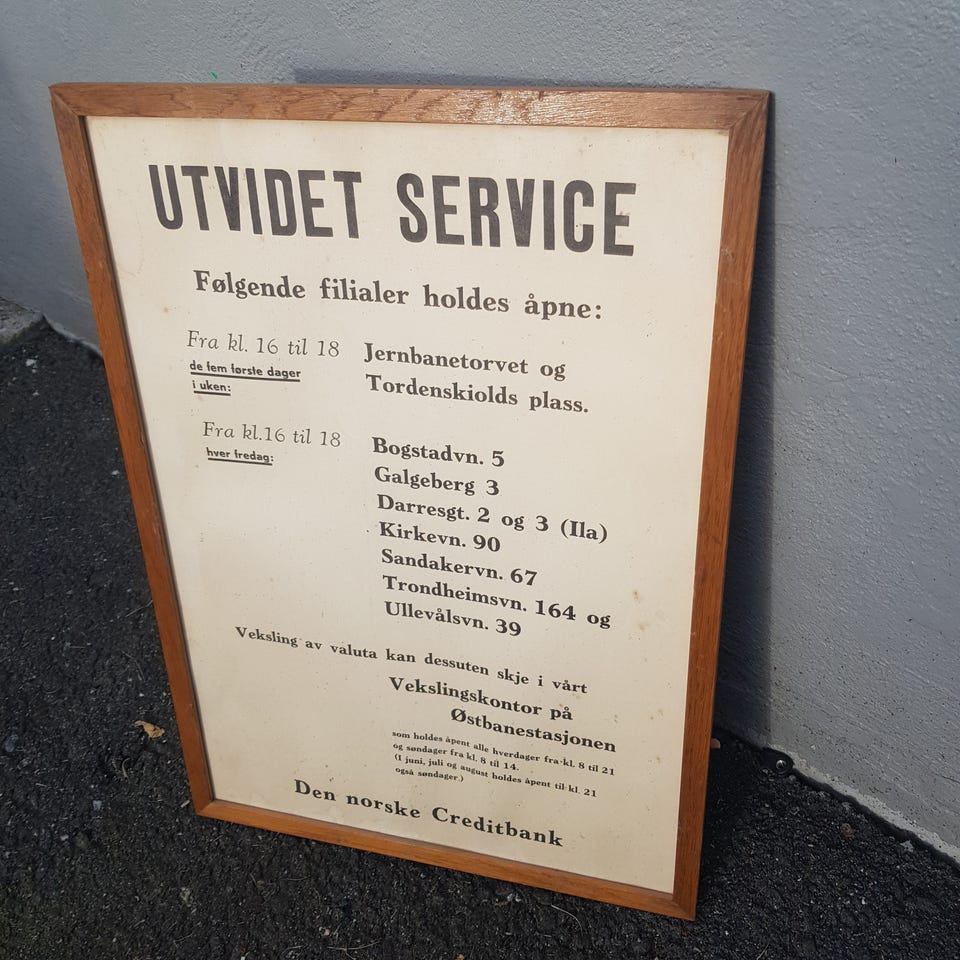 UTVIDET SERVICE
Følgende filialer holdes åpne:
Fra kl. 16 til 18
de fem første dager
i uken:
Jernbanetorvet og
Tordenskiolds plass.
Fra kl.16 til 18
hver fredag:
Bogstadvn. 5
Galgeberg 3
Darresgt. 2 og 3 (Ila)
Kirkevn. 90
Sandakervn. 67
Trondheimsvn. 164 og
Ullevålsvn. 39
Veksling av valuta kan dessuten skje i vårt
Vekslingskontor på
Østbanestasjonen
som holdes åpent alle hverdager fra kl. 8 til 21
og søndager fra kl. 8 til 14.
(I juni, juli og august holdes åpent til kl. 21
også søndager.)
Den norske Creditbank